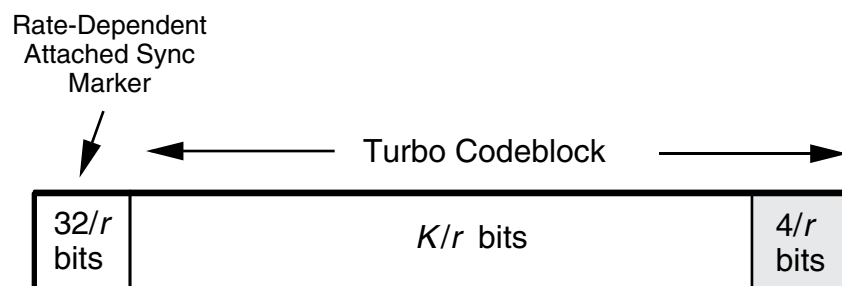 Rate-Dependent
Attached Sync
Marker
Turbo Codeblock
32/r
bits
K/r bits
4/r
bits